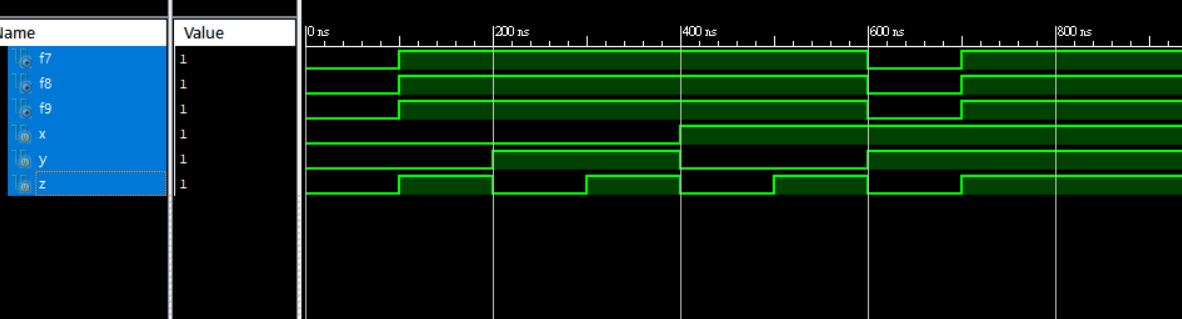 Name Value
0 ns 200 ns 400 ns 600 ns 800 ns
f7 1
f8 1
f9 1
x 1
y 1
z 1